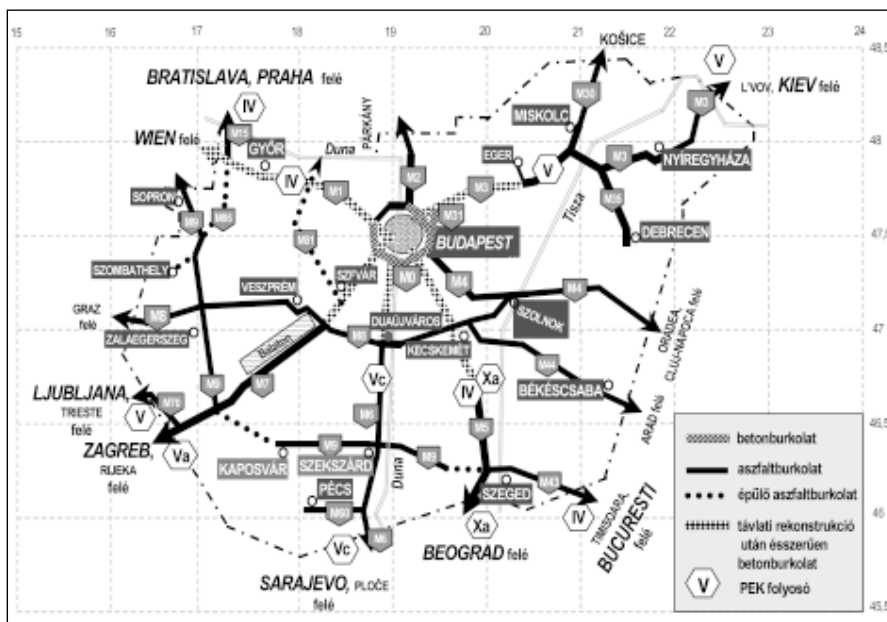 15 16 17 18 19 20 21 22 23 24
48,5
48
47,5
47
46,5
46
45,5
KOŠICE
BRATISLAVA, PRAHA felé
IV
V
L'VOV, KIEV felé
M30
M3
MISKOLC
WIEN felé
M15
GYŐR
PÁRKÁNY
Duna
EGER
V
M3
NYÍREGYHÁZA
IV
M1
M2
M3
SOPRON
M9
M86
M31
Tisza
M35
DEBRECEN
M81
BUDAPEST
SZOMBATHELY
VESZPRÉM
SZFVÁR
M0
M4
M4
GRAZ
felé
M8
DUAÚJVÁROS
SZOLNOK
ZALAEGERSZEG
Balaton
M8
KECSKEMÉT
ORADEA,
CLUJ-NAPOCA felé
M44
Vc
Xa
IV
BÉKÉSCSABA
LJUBLJANA,
TRIESTE
felé
M70
M9
M7
V
M6
M5
ARAD felé
ZAGREB,
RIJEKA
felé
Va
KAPOSVÁR
M9
SZEKSZÁRD
M9
Duna
SZEGED
M43
PÉCS
M60
IV
TIMISOARA,
BUCURESTI
felé
Xa
Vc
M6
BEOGRAD felé
SARAJEVO, PLOČE
felé
betonburkolat
aszfaltburkolat
épülő aszfaltburkolat
távlati rekonstrukció
után ésszerűen
betonburkolat
V
PEK folyosó